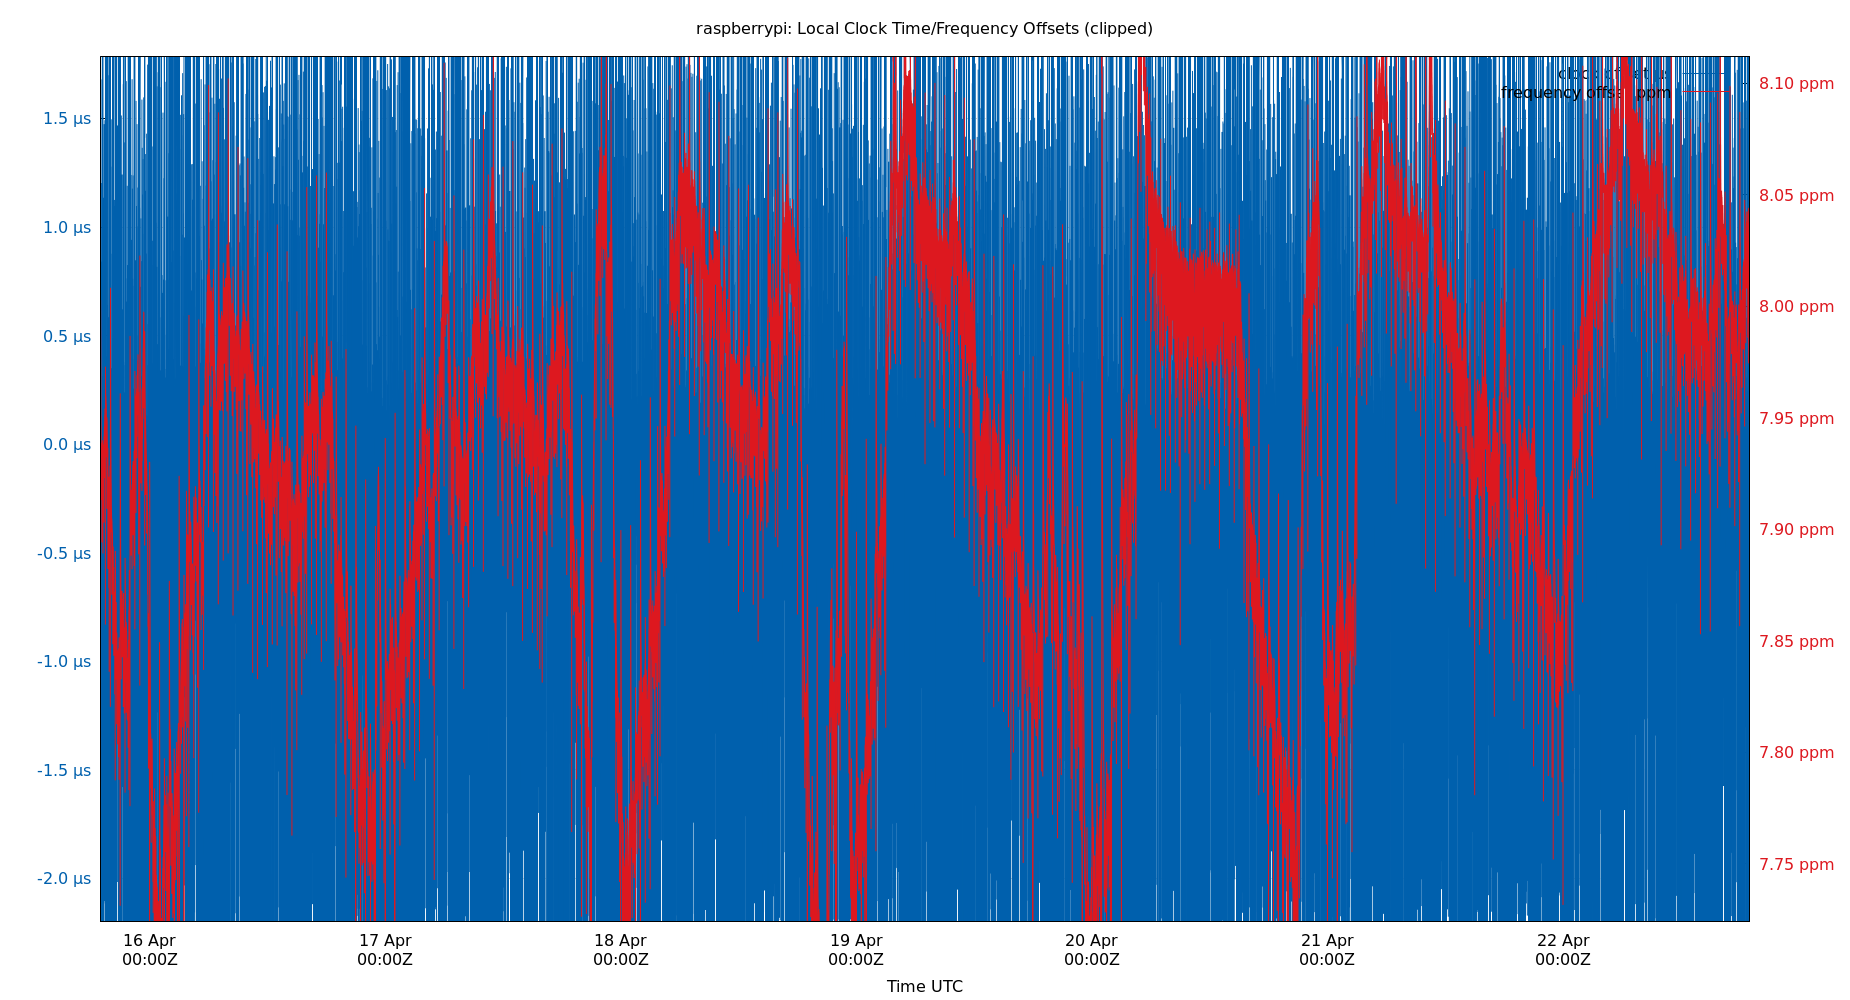 raspberrypi: Local Clock Time/Frequency Offsets (clipped)
clock offset µs
frequency offset ppm
1.5 µs
1.0 µs
0.5 µs
0.0 µs
-0.5 µs
-1.0 µs
-1.5 µs
-2.0 µs
8.10 ppm
8.05 ppm
8.00 ppm
7.95 ppm
7.90 ppm
7.85 ppm
7.80 ppm
7.75 ppm
16 Apr 17 Apr 18 Apr 19 Apr 20 Apr 21 Apr 22 Apr
00:00Z 00:00Z 00:00Z 00:00Z 00:00Z 00:00Z 00:00Z
Time UTC